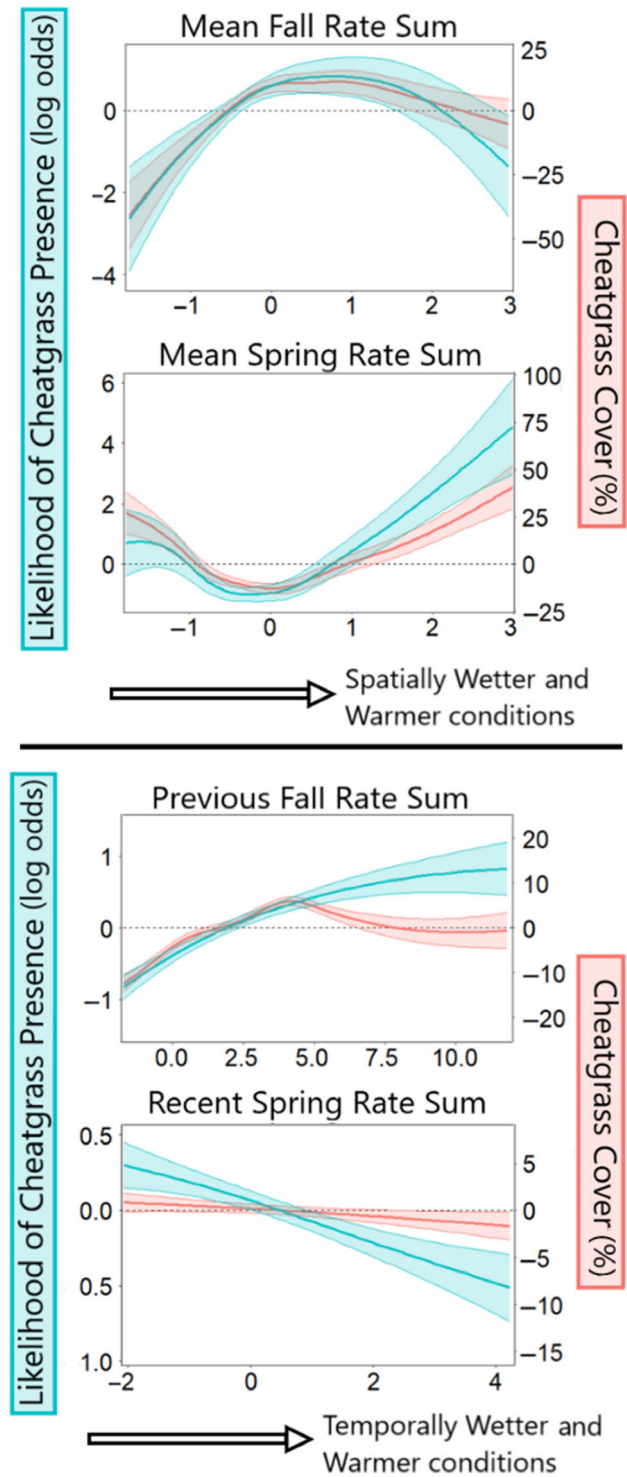 Likelihood of Cheatgrass Presence (log odds)
Cheatgrass Cover (%)
Mean Fall Rate Sum
0
−2
−4
25
0
−25
−50
−1 0 1 2 3
Mean Spring Rate Sum
6
4
2
0
100
75
50
25
0
−25
−1 0 1 2 3
Spatially Wetter and
Warmer conditions
Likelihood of Cheatgrass Presence (log odds)
Cheatgrass Cover (%)
Previous Fall Rate Sum
1
0
−1
20
10
0
−10
−20
0.0 2.5 5.0 7.5 10.0
Recent Spring Rate Sum
0.5
0.0
0.5
1.0
5
0
−5
−10
−15
−2 0 2 4
Temporally Wetter and
Warmer conditions